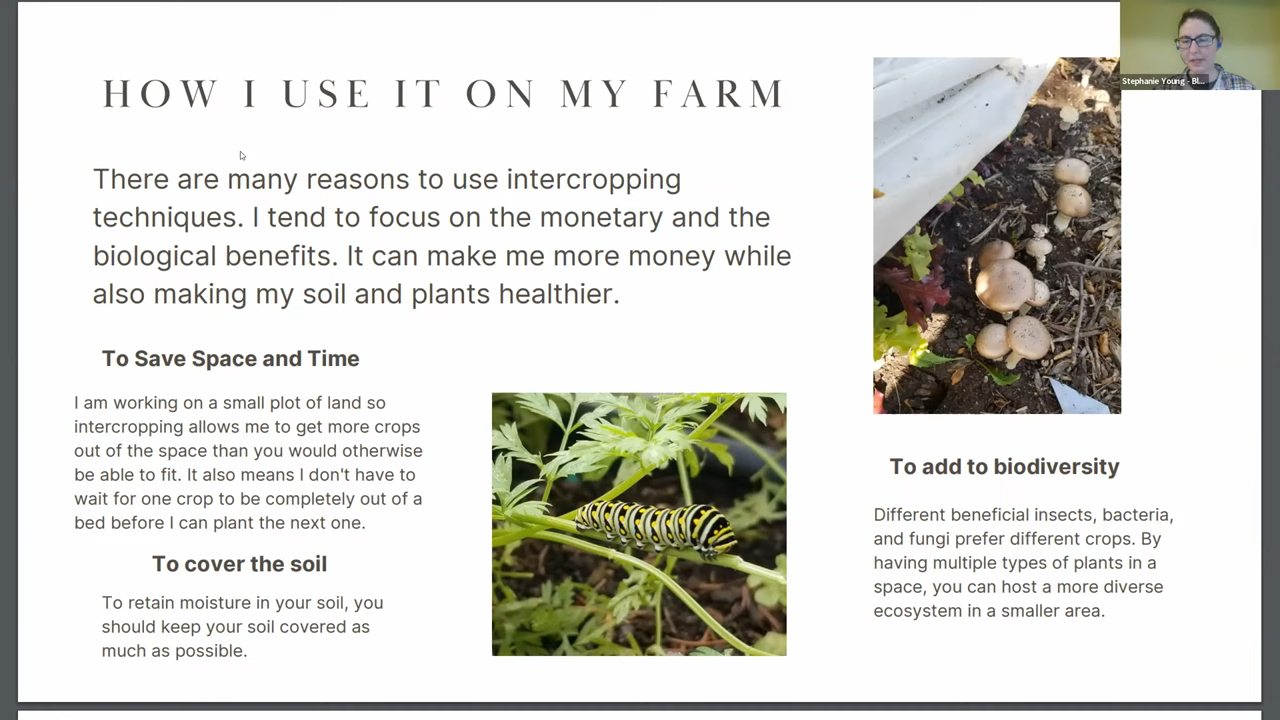 HOW I USE IT ON MY FARM
There are many reasons to use intercropping
techniques. I tend to focus on the monetary and the
biological benefits. It can make me more money while
also making my soil and plants healthier.
To Save Space and Time
I am working on a small plot of land so
intercropping allows me to get more crops
out of the space than you would otherwise
be able to fit. It also means I don't have to
wait for one crop to be completely out of a
bed before I can plant the next one.
To cover the soil
To retain moisture in your soil, you
should keep your soil covered as
much as possible.
To add to biodiversity
Different beneficial insects, bacteria,
and fungi prefer different crops. By
having multiple types of plants in a
space, you can host a more diverse
ecosystem in a smaller area.
Stephanie Young - Bl...